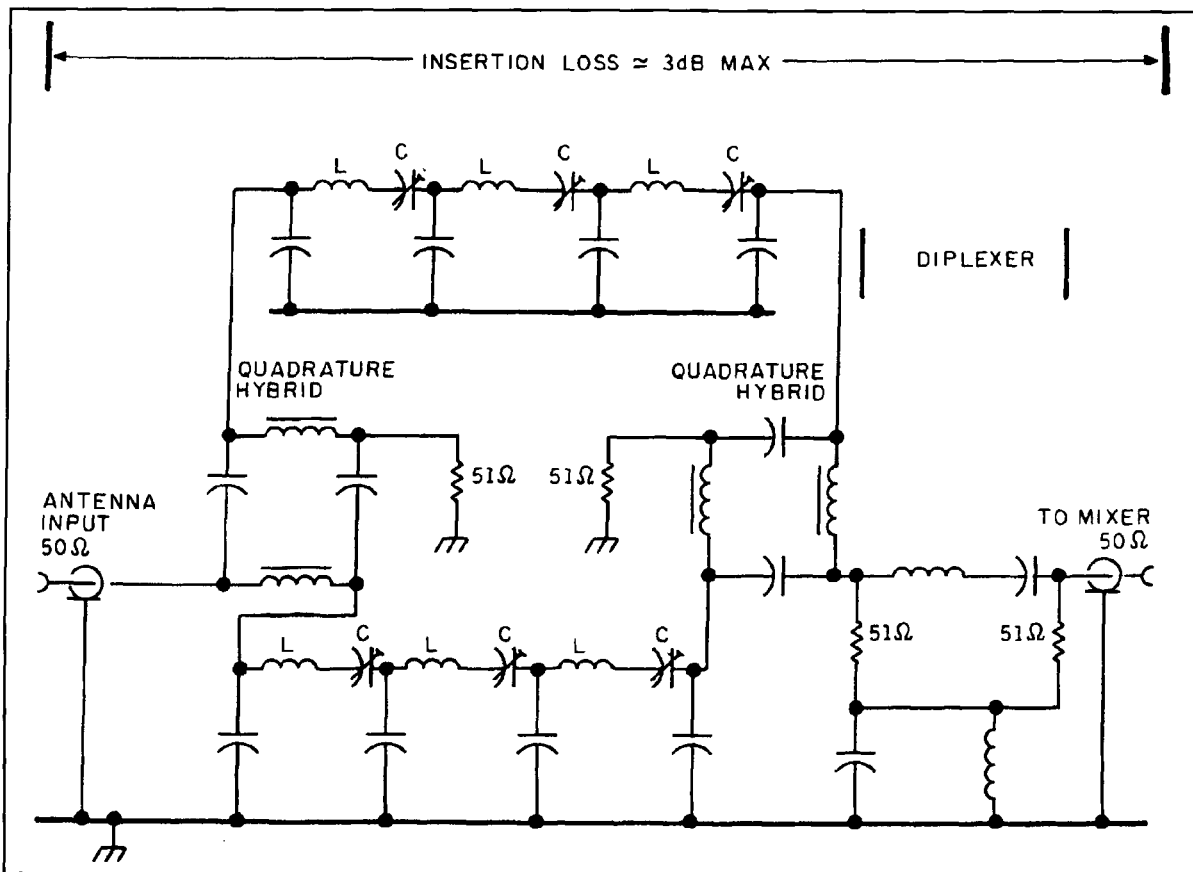 INSERTION LOSS ≃ 3dB MAX
L
C
L
C
L
C
DIPLEXER
QUADRATURE
HYBRID
QUADRATURE
HYBRID
51Ω
51Ω
ANTENNA
INPUT
50Ω
TO MIXER
50Ω
L
C
L
C
L
C
51Ω
51Ω